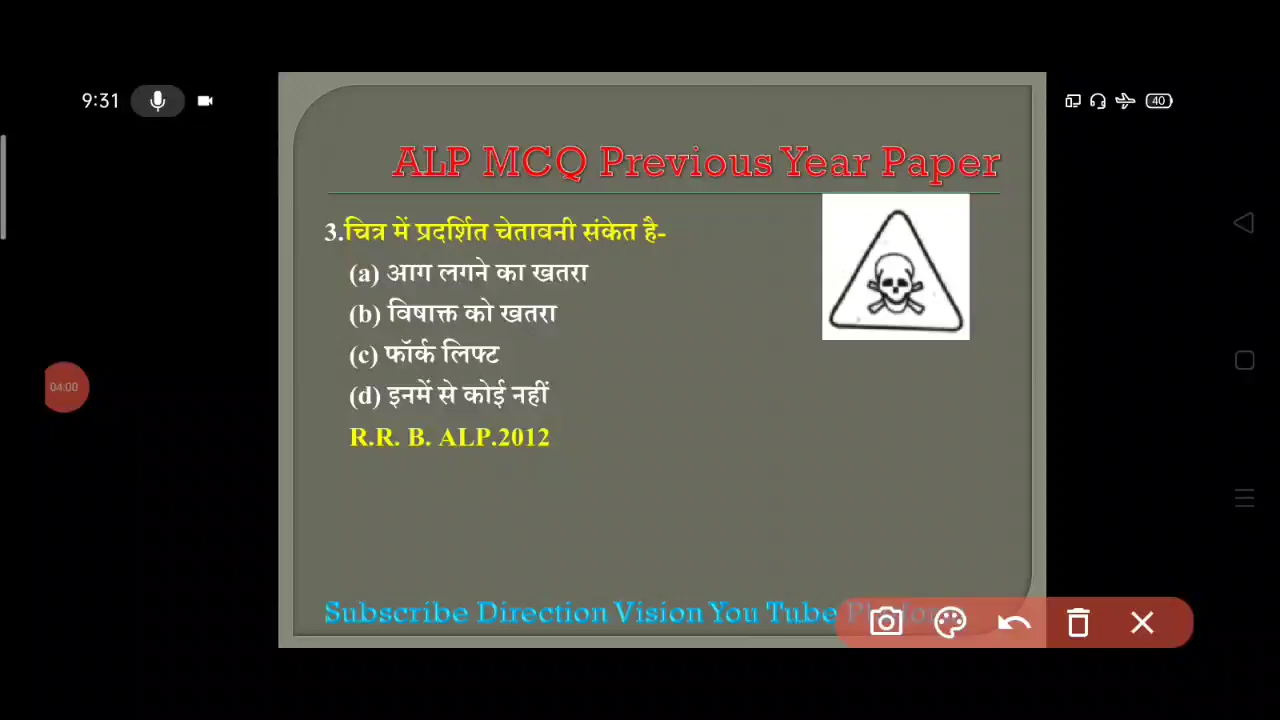 9:31
40
ALP MCQ Previous Year Paper
3.चित्र में प्रदर्शित चेतावनी संकेत है-
(a) आग लगने का खतरा
(b) विषाक्त को खतरा
(c) फॉर्क लिफ्ट
(d) इनमें से कोई नहीं
R.R. B. ALP.2012
04:00
Subscribe Direction Vision You Tube